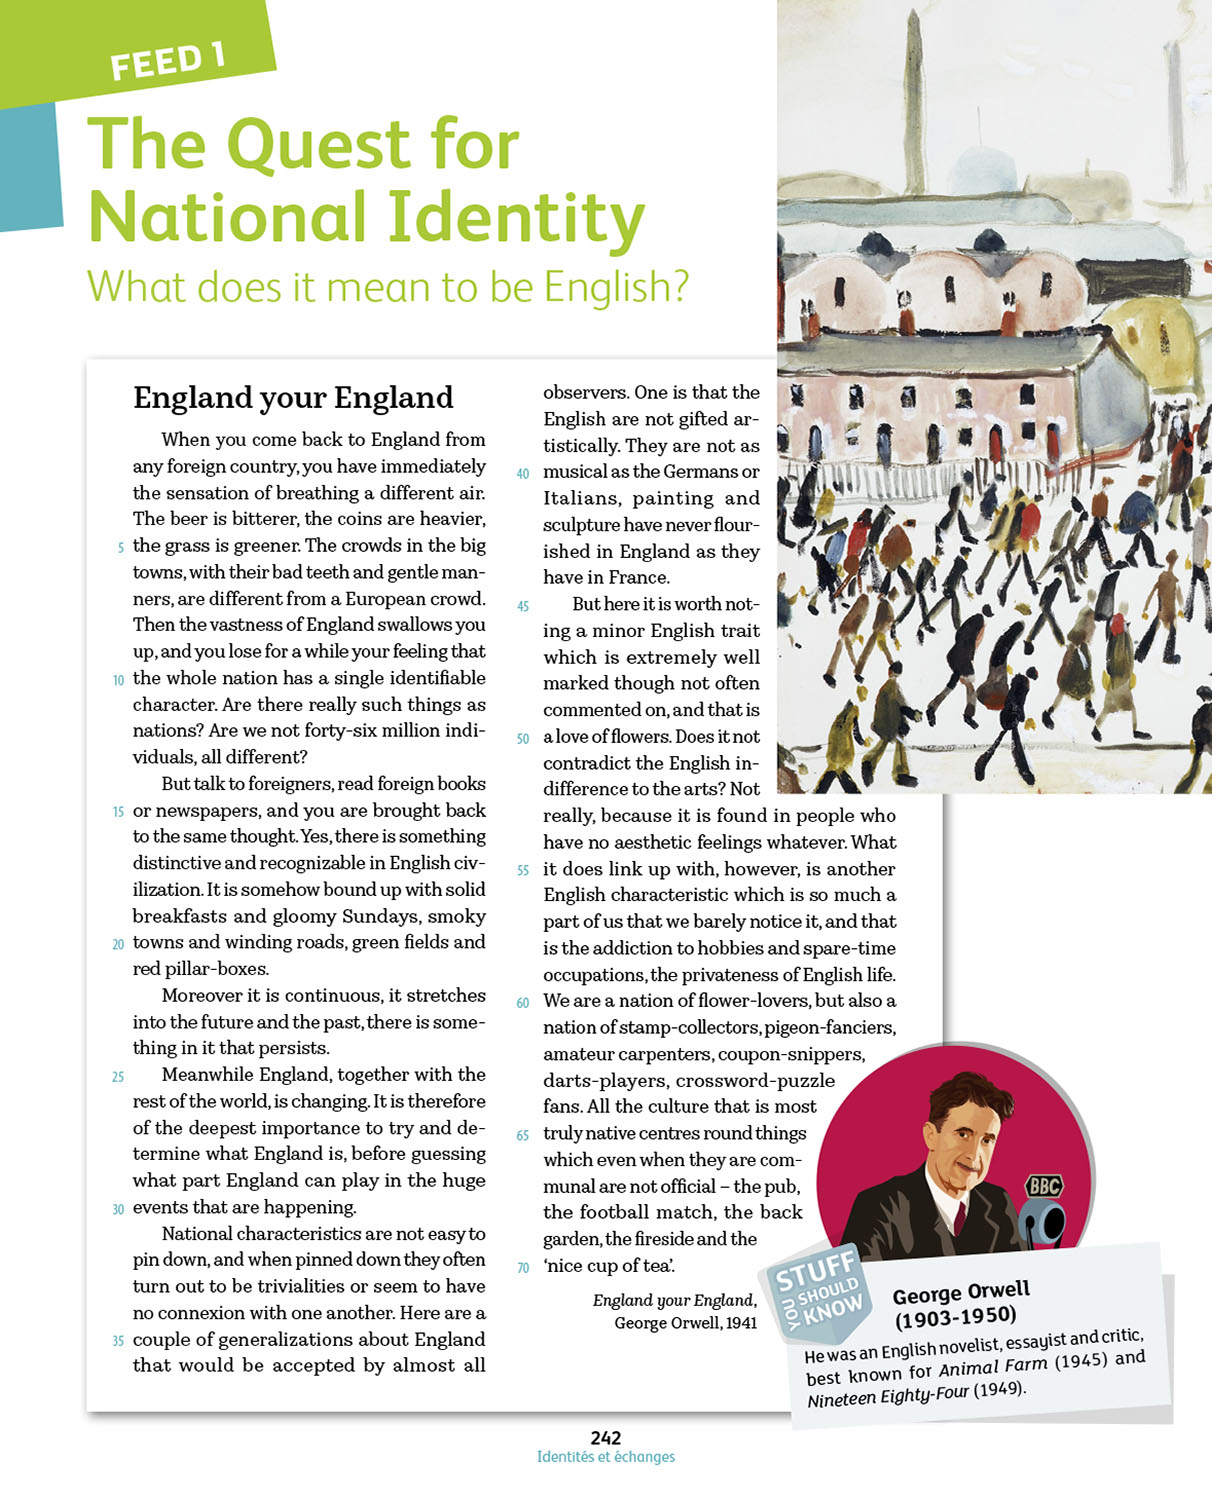 FEED 1
The Quest for
National Identity
What does it mean to be English?
England your England
When you come back to England from
any foreign country, you have immediately
the sensation of breathing a different air.
The beer is bitterer, the coins are heavier,
5 the grass is greener. The crowds in the big
towns, with their bad teeth and gentle man-
ners, are different from a European crowd.
Then the vastness of England swallows you
up, and you lose for a while your feeling that
10 the whole nation has a single identifiable
character. Are there really such things as
nations? Are we not forty-six million indi-
viduals, all different?
But talk to foreigners, read foreign books
15 or newspapers, and you are brought back
to the same thought. Yes, there is something
distinctive and recognizable in English civ-
ilization. It is somehow bound up with solid
breakfasts and gloomy Sundays, smoky
20 towns and winding roads, green fields and
red pillar-boxes.
Moreover it is continuous, it stretches
into the future and the past, there is some-
thing in it that persists.
25 Meanwhile England, together with the
rest of the world, is changing. It is therefore
of the deepest importance to try and de-
termine what England is, before guessing
what part England can play in the huge
30 events that are happening.
National characteristics are not easy to
pin down, and when pinned down they often
turn out to be trivialities or seem to have
no connexion with one another. Here are a
35 couple of generalizations about England
that would be accepted by almost all
observers. One is that the
English are not gifted ar-
tistically. They are not as
40 musical as the Germans or
Italians, painting and
sculpture have never flour-
ished in England as they
have in France.
45 But here it is worth not-
ing a minor English trait
which is extremely well
marked though not often
commented on, and that is
50 a love of flowers. Does it not
contradict the English in-
difference to the arts? Not
really, because it is found in people who
have no aesthetic feelings whatever. What
55 it does link up with, however, is another
English characteristic which is so much a
part of us that we barely notice it, and that
is the addiction to hobbies and spare-time
occupations, the privateness of English life.
60 We are a nation of flower-lovers, but also a
nation of stamp-collectors, pigeon-fanciers,
amateur carpenters, coupon-snippers,
darts-players, crossword-puzzle
fans. All the culture that is most
65 truly native centres round things
which even when they are com-
munal are not official – the pub,
the football match, the back
garden, the fireside and the
70 ‘nice cup of tea’.
England your England,
George Orwell, 1941
BBC
STUFF
YOU SHOULD
KNOW
George Orwell
(1903-1950)
He was an English novelist, essayist and critic,
best known for Animal Farm (1945) and
Nineteen Eighty-Four (1949).
242
Identités et échanges